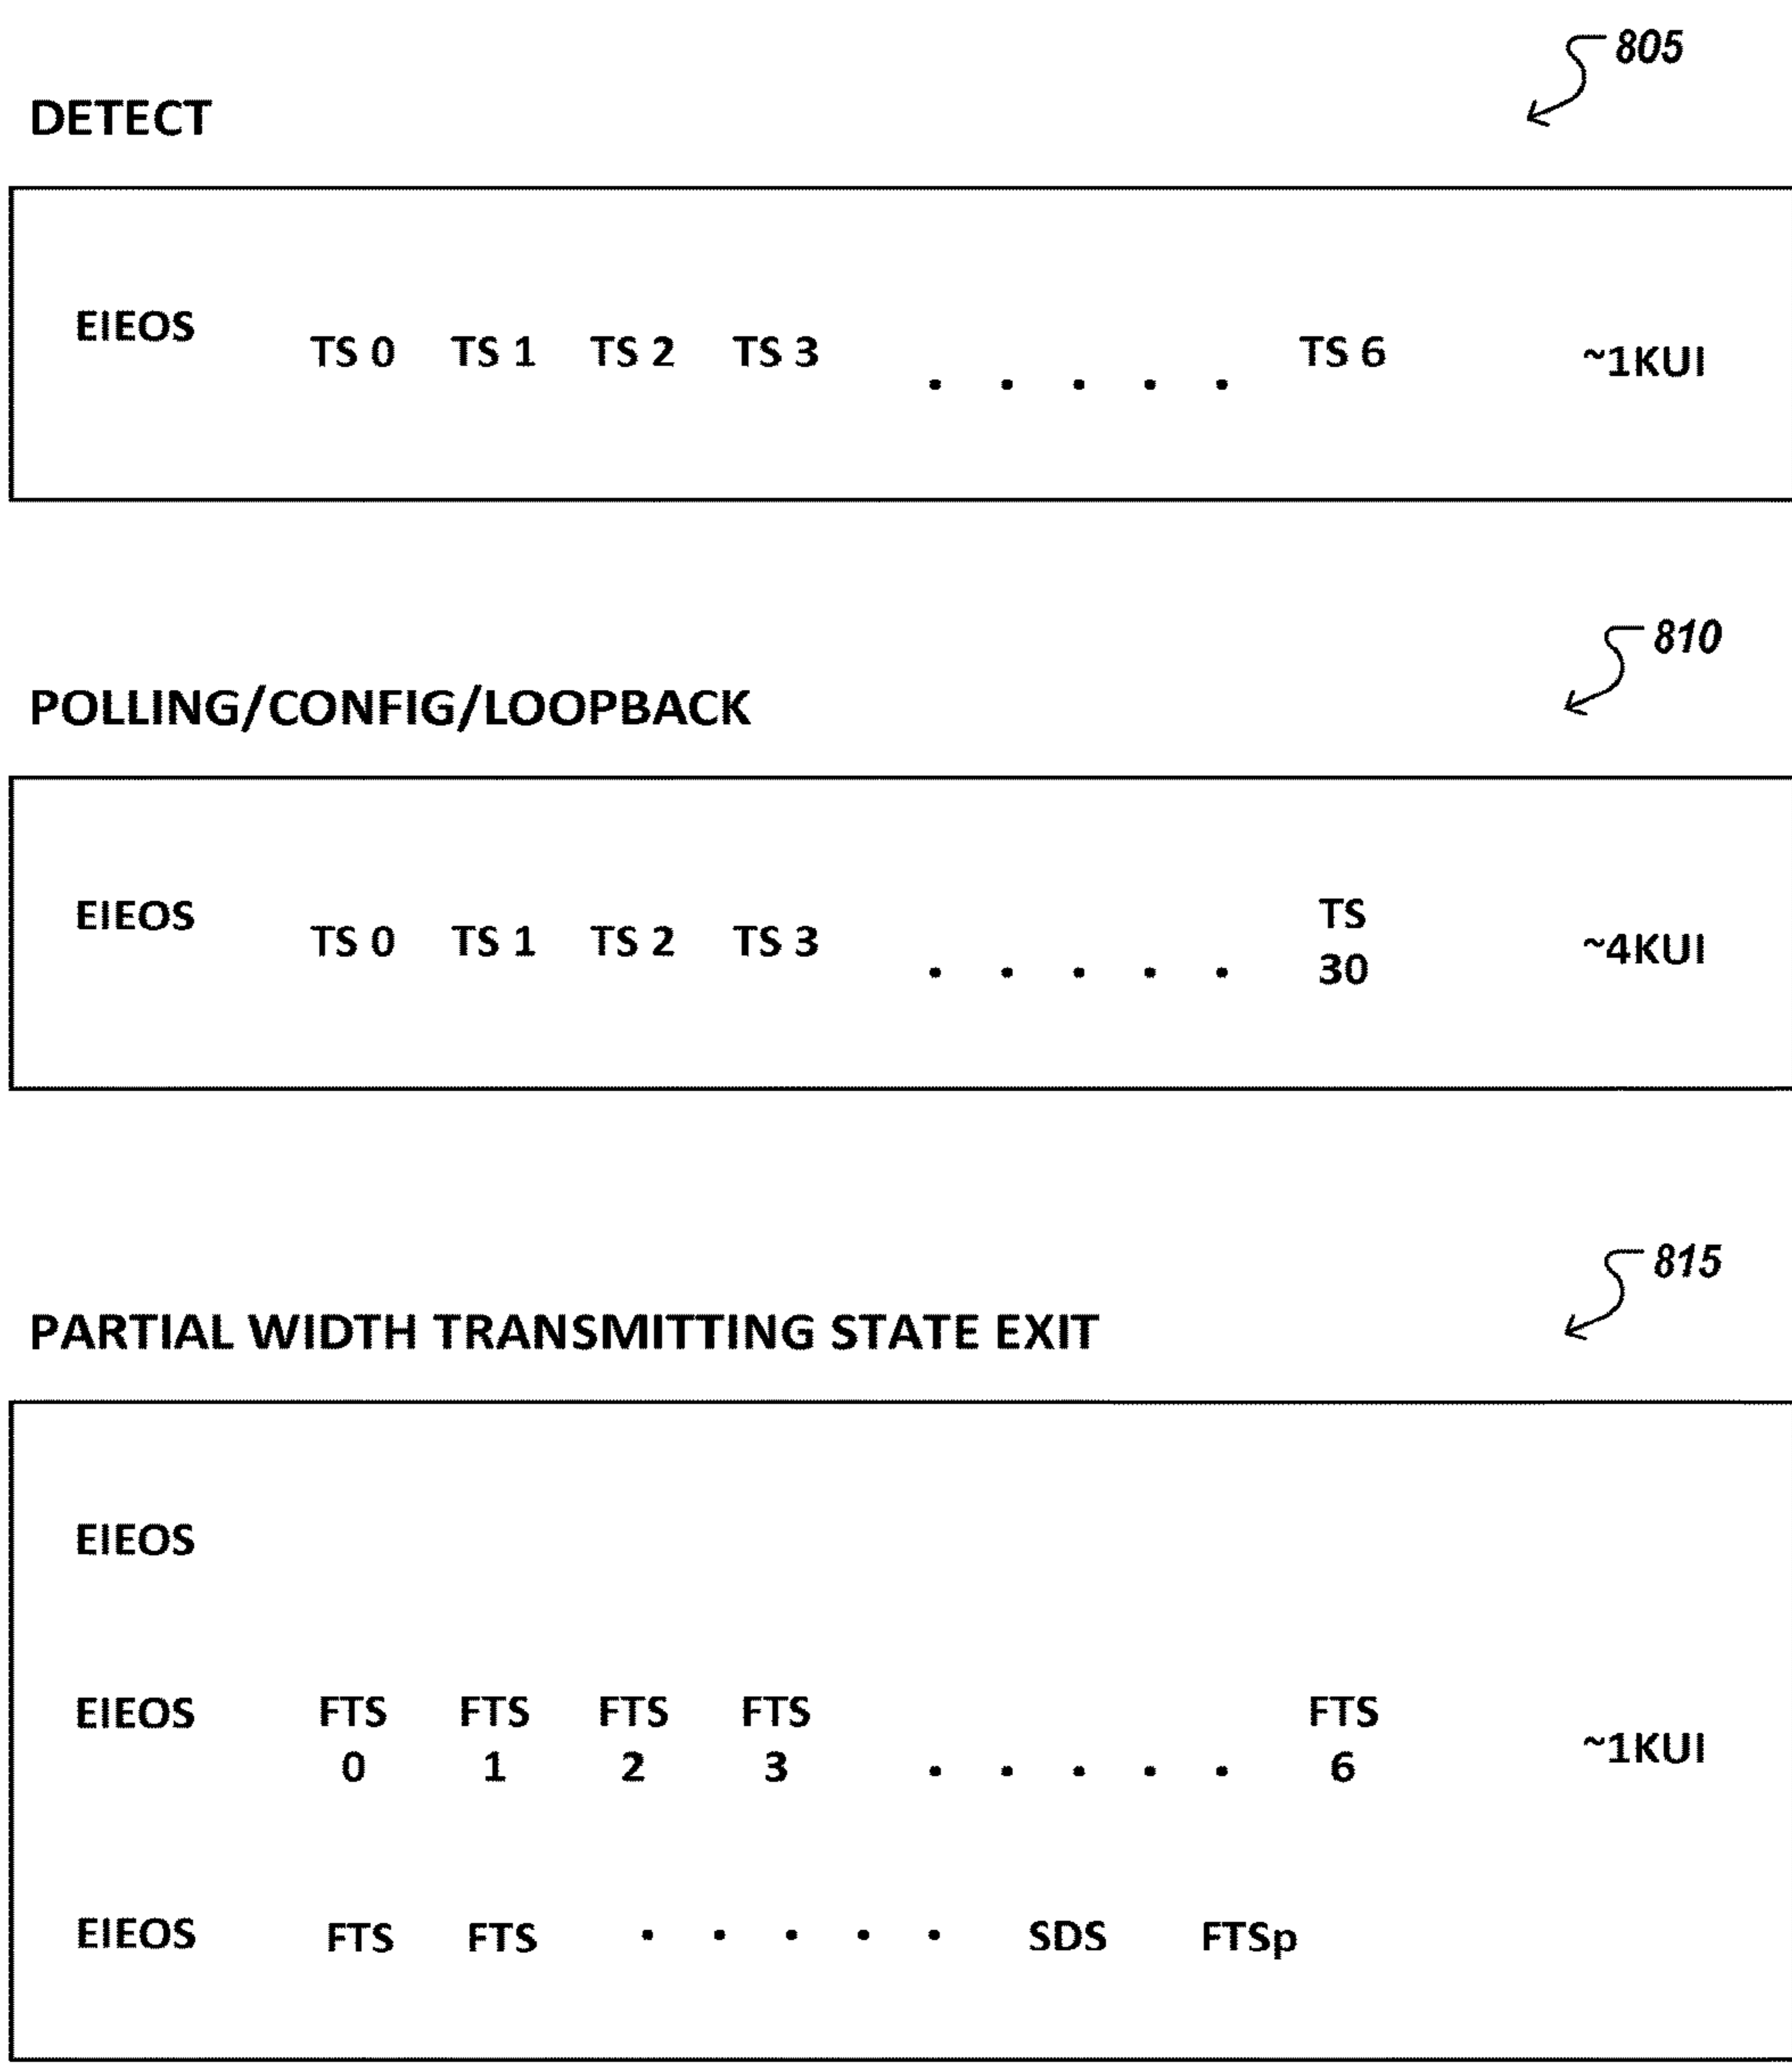 805
DETECT
EIEOS TS 0 TS 1 TS 2 TS 3 . . . . . TS 6 ~1KUI
810
POLLING/CONFIG/LOOPBACK
EIEOS TS 0 TS 1 TS 2 TS 3 . . . . . TS 30 ~4KUI
815
PARTIAL WIDTH TRANSMITTING STATE EXIT
EIEOS
EIEOS FTS 0 FTS 1 FTS 2 FTS 3 . . . . . FTS 6 ~1KUI
EIEOS FTS FTS . . . . . SDS FTSp